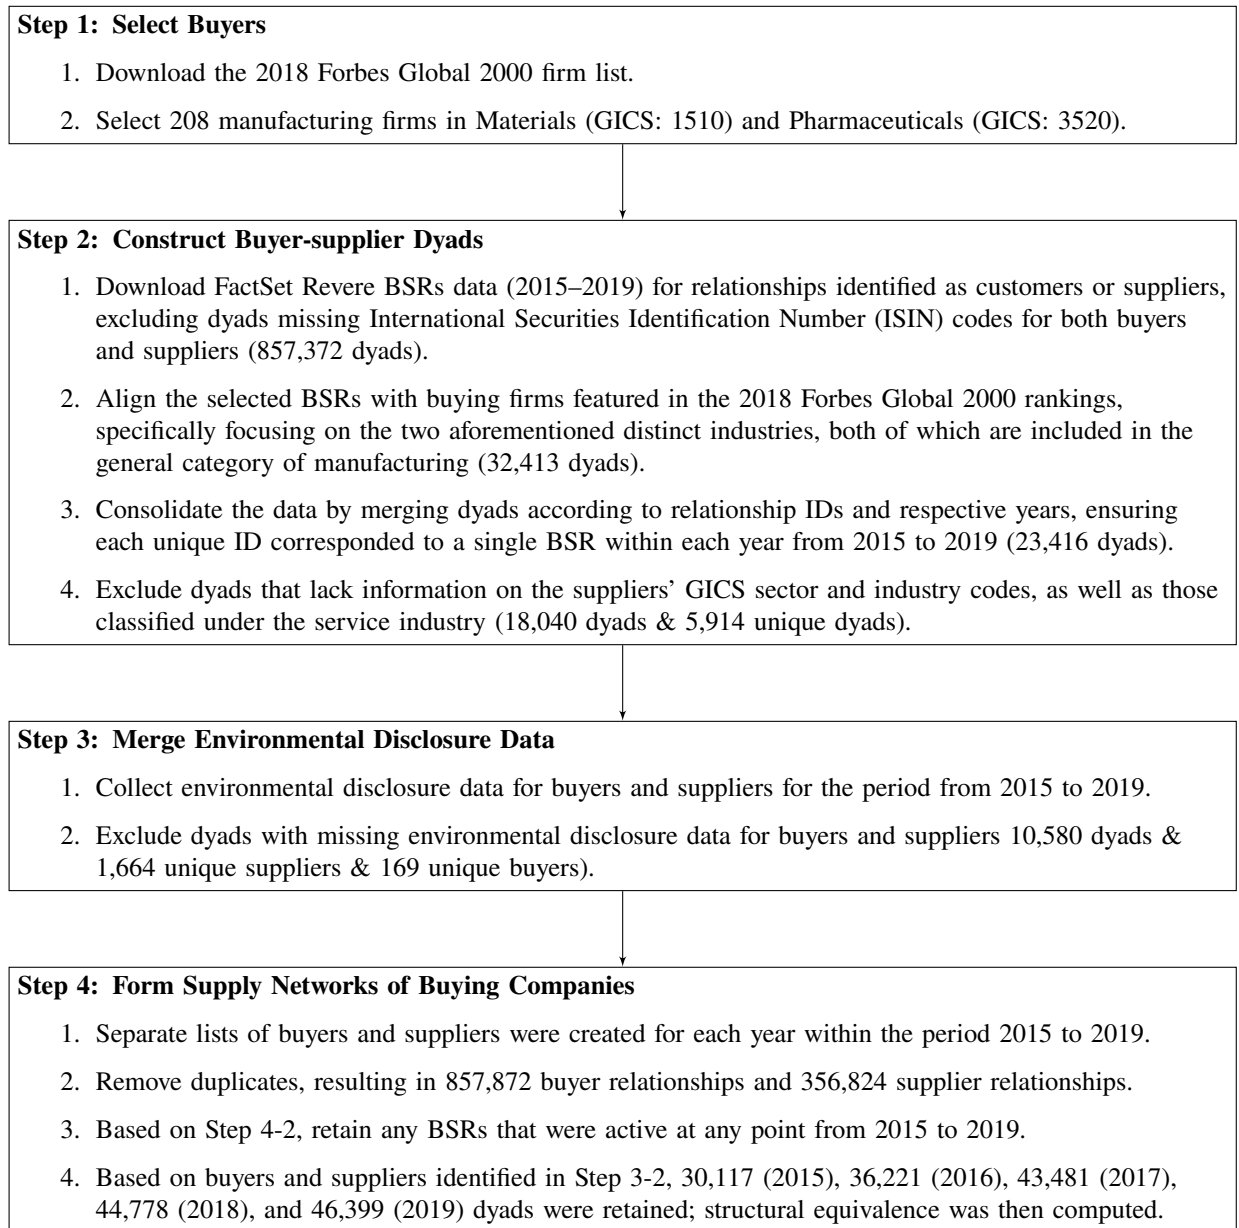 Step 1: Select Buyers
1. Download the 2018 Forbes Global 2000 firm list.
2. Select 208 manufacturing firms in Materials (GICS: 1510) and Pharmaceuticals (GICS: 3520).
Step 2: Construct Buyer-supplier Dyads
1. Download FactSet Revere BSRs data (2015–2019) for relationships identified as customers or suppliers,
excluding dyads missing International Securities Identification Number (ISIN) codes for both buyers
and suppliers (857,372 dyads).
2. Align the selected BSRs with buying firms featured in the 2018 Forbes Global 2000 rankings,
specifically focusing on the two aforementioned distinct industries, both of which are included in the
general category of manufacturing (32,413 dyads).
3. Consolidate the data by merging dyads according to relationship IDs and respective years, ensuring
each unique ID corresponded to a single BSR within each year from 2015 to 2019 (23,416 dyads).
4. Exclude dyads that lack information on the suppliers’ GICS sector and industry codes, as well as those
classified under the service industry (18,040 dyads & 5,914 unique dyads).
Step 3: Merge Environmental Disclosure Data
1. Collect environmental disclosure data for buyers and suppliers for the period from 2015 to 2019.
2. Exclude dyads with missing environmental disclosure data for buyers and suppliers 10,580 dyads &
1,664 unique suppliers & 169 unique buyers).
Step 4: Form Supply Networks of Buying Companies
1. Separate lists of buyers and suppliers were created for each year within the period 2015 to 2019.
2. Remove duplicates, resulting in 857,872 buyer relationships and 356,824 supplier relationships.
3. Based on Step 4-2, retain any BSRs that were active at any point from 2015 to 2019.
4. Based on buyers and suppliers identified in Step 3-2, 30,117 (2015), 36,221 (2016), 43,481 (2017),
44,778 (2018), and 46,399 (2019) dyads were retained; structural equivalence was then computed.